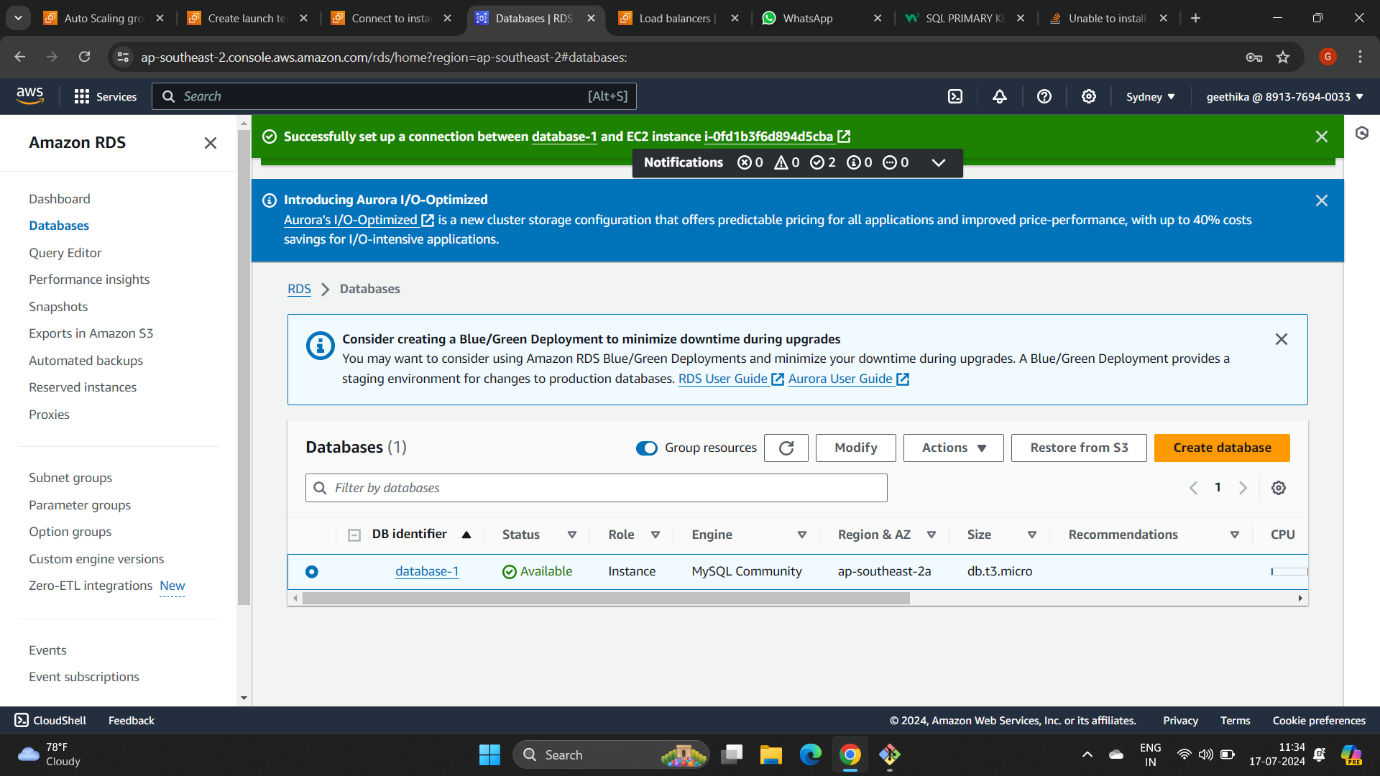 Auto Scaling gro
Create launch te
Connect to insta
Databases | RDS
Load balancers |
WhatsApp
SQL PRIMARY KE
Unable to install
ap-southeast-2.console.aws.amazon.com/rds/home?region=ap-southeast-2#databases:
G
aws
Services
Search
[Alt+S]
Sydney
geethika @ 8913-7694-0033
Amazon RDS
Dashboard
Databases
Query Editor
Performance insights
Snapshots
Exports in Amazon S3
Automated backups
Reserved instances
Proxies
Subnet groups
Parameter groups
Option groups
Custom engine versions
Zero-ETL integrations New
Events
Event subscriptions
Successfully set up a connection between database-1 and EC2 instance i-0fd1b3f6d894d5cba
Notifications 0 0 2 0 0
Introducing Aurora I/O-Optimized
Aurora's I/O-Optimized is a new cluster storage configuration that offers predictable pricing for all applications and improved price-performance, with up to 40% costs
savings for I/O-intensive applications.
RDS > Databases
Consider creating a Blue/Green Deployment to minimize downtime during upgrades
You may want to consider using Amazon RDS Blue/Green Deployments and minimize your downtime during upgrades. A Blue/Green Deployment provides a
staging environment for changes to production databases. RDS User Guide Aurora User Guide
Databases (1)
Group resources
Modify
Actions
Restore from S3
Create database
Filter by databases
1
DB identifier Status Role Engine Region & AZ Size Recommendations CPU
database-1 Available Instance MySQL Community ap-southeast-2a db.t3.micro
CloudShell Feedback
© 2024, Amazon Web Services, Inc. or its affiliates. Privacy Terms Cookie preferences
78°F
Cloudy
Search
ENG
IN
11:34
17-07-2024
PRE